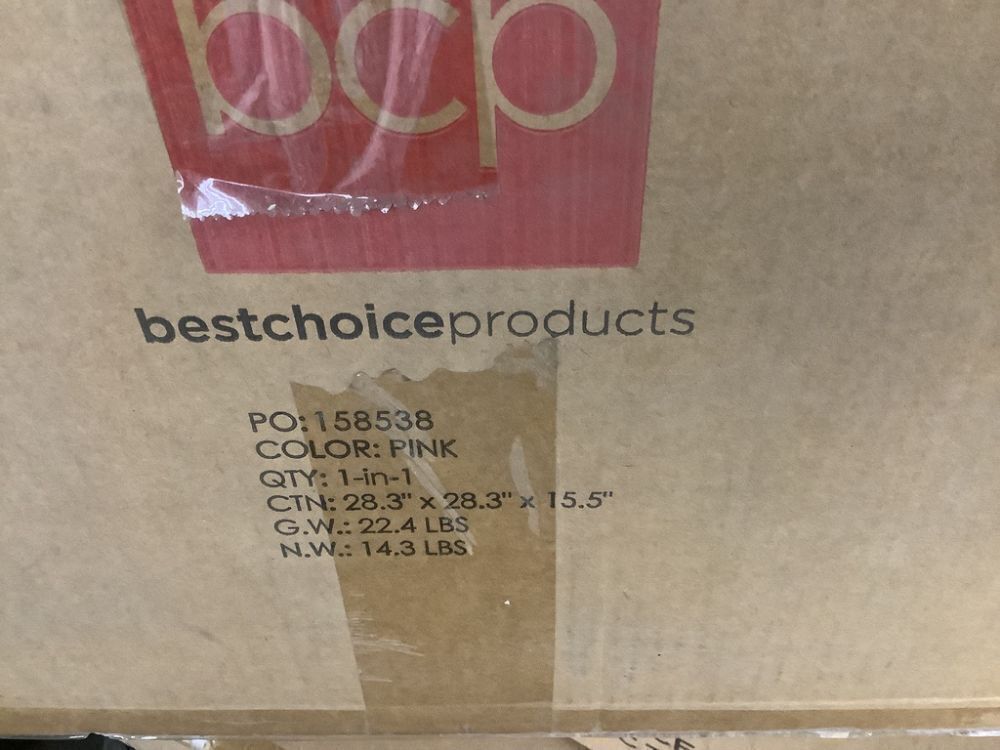 bcp
bestchoiceproducts
PO: 158538
COLOR: PINK
QTY: 1-in-1
CTN: 28.3" x 28.3" x 15.5"
G.W.: 22.4 LBS
N.W.: 14.3 LBS